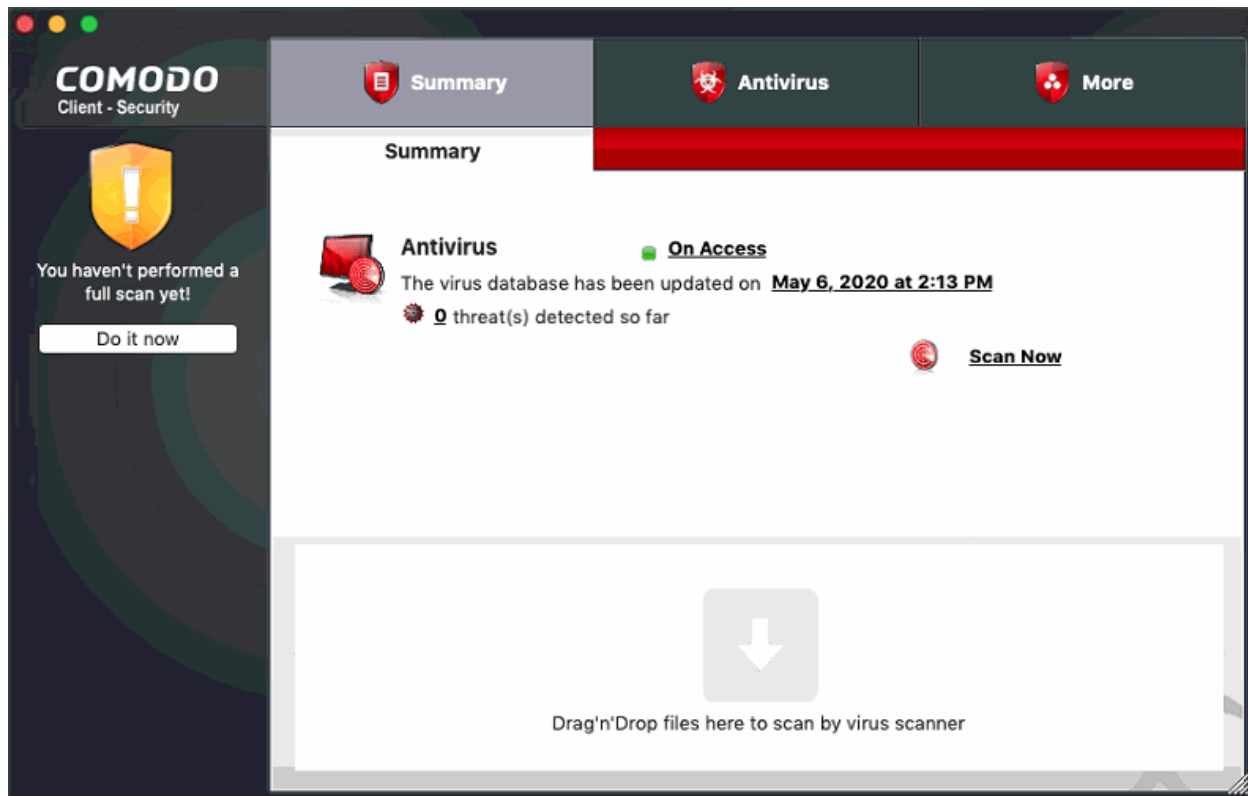 COMODO
Client - Security
Summary
Antivirus
More
Summary
You haven't performed a
full scan yet!
Do it now
Antivirus
On Access
The virus database has been updated on May 6, 2020 at 2:13 PM
0 threat(s) detected so far
Scan Now
Drag'n'Drop files here to scan by virus scanner